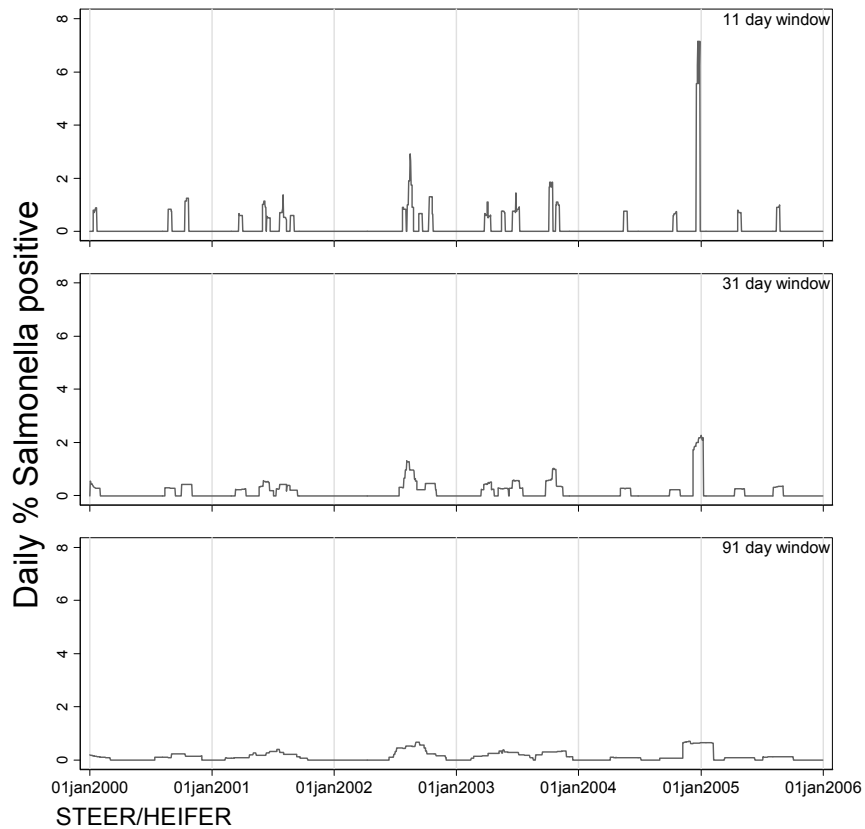 Daily % Salmonella positive
11 day window
8
6
4
2
0
31 day window
8
6
4
2
0
91 day window
8
6
4
2
0
01jan2000 01jan2001 01jan2002 01jan2003 01jan2004 01jan2005 01jan2006
STEER/HEIFER